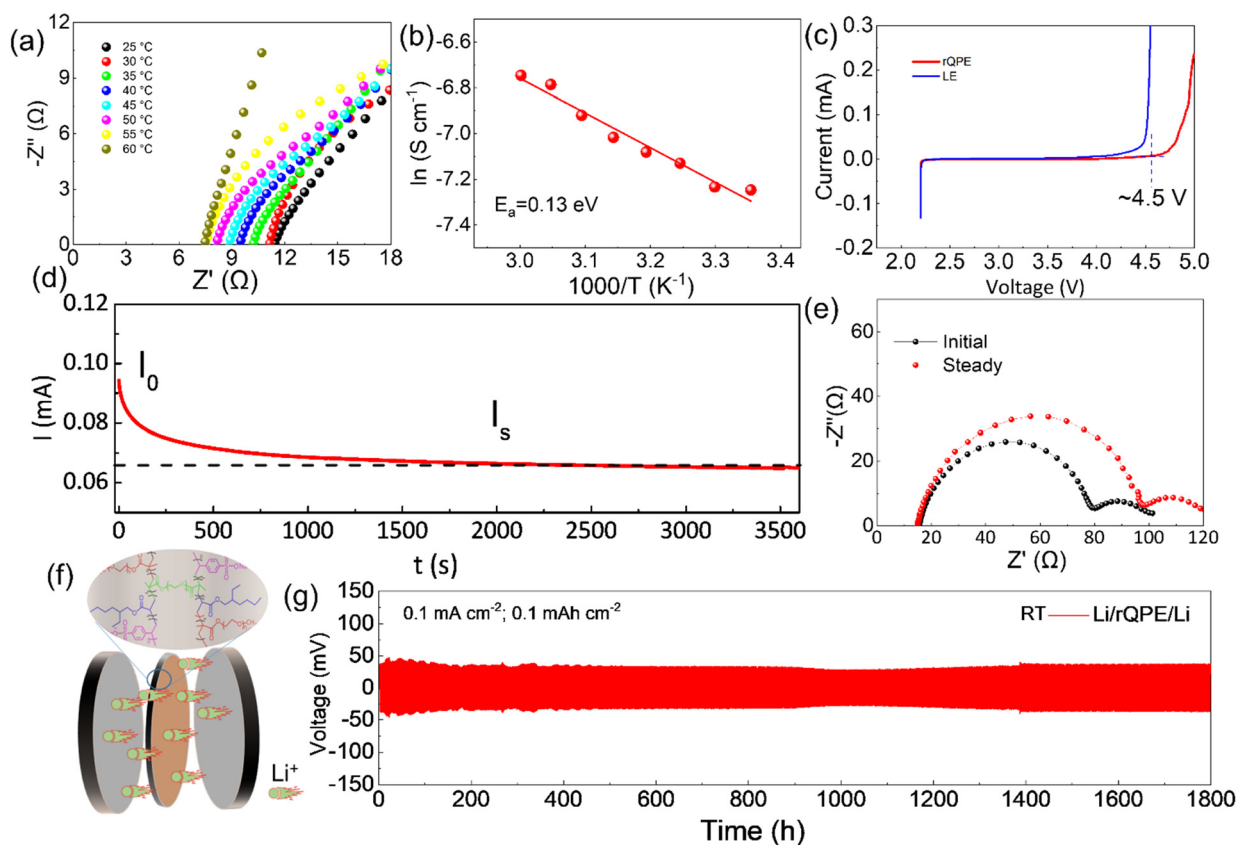 (a)
12
9
6
3
0
-Z'' (Ω)
25 °C
30 °C
35 °C
40 °C
45 °C
50 °C
55 °C
60 °C
0 3 6 9 12 15 18
Z' (Ω)
(b)
-6.6
-6.8
-7.0
-7.2
-7.4
ln (S cm⁻¹)
Eₐ=0.13 eV
3.0 3.1 3.2 3.3 3.4
1000/T (K⁻¹)
(c)
0.3
0.2
0.1
0.0
-0.1
-0.2
Current (mA)
rQPE
LE
~4.5 V
2.0 2.5 3.0 3.5 4.0 4.5 5.0
Voltage (V)
(d)
0.12
0.10
0.08
0.06
I (mA)
I₀
Iₛ
0 500 1000 1500 2000 2500 3000 3500
t (s)
(e)
60
40
20
0
-Z''(Ω)
Initial
Steady
0 20 40 60 80 100 120
Z' (Ω)
(f)
Li⁺
(g)
150
100
50
0
-50
-100
-150
Voltage (mV)
0.1 mA cm⁻²; 0.1 mAh cm⁻²
RT — Li/rQPE/Li
0 200 400 600 800 1000 1200 1400 1600 1800
Time (h)